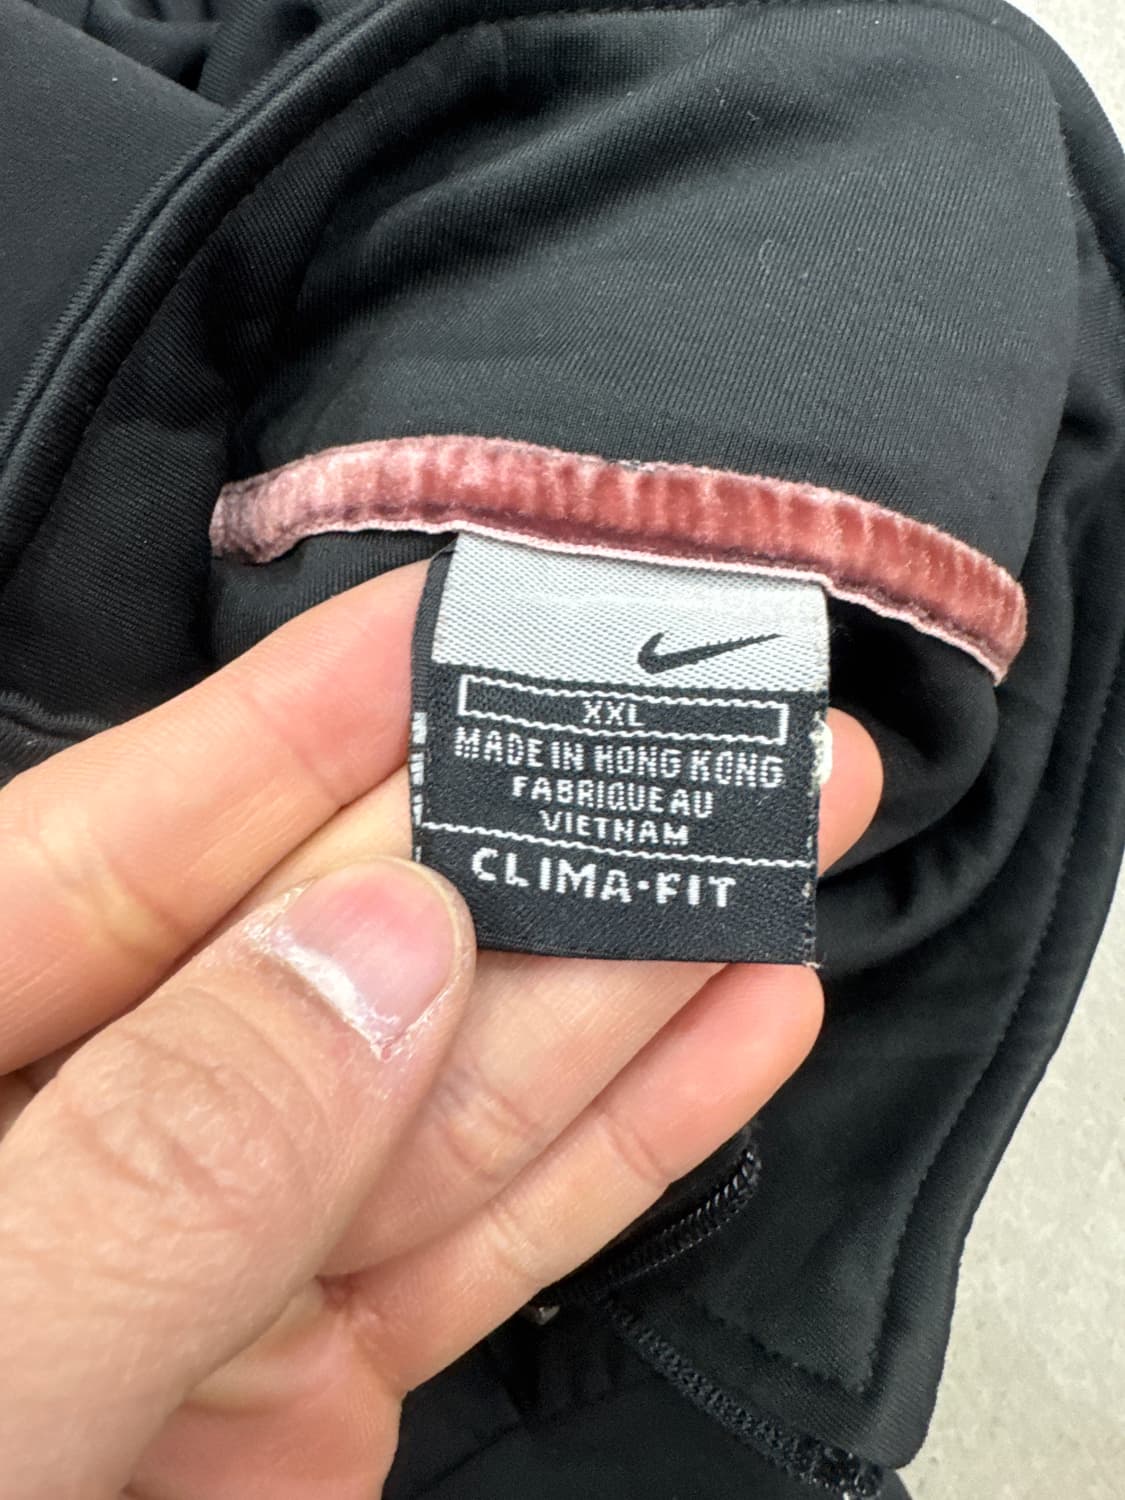 XXL
MADE IN HONG KONG
FABRIQUE AU
VIETNAM
CLIMA·FIT